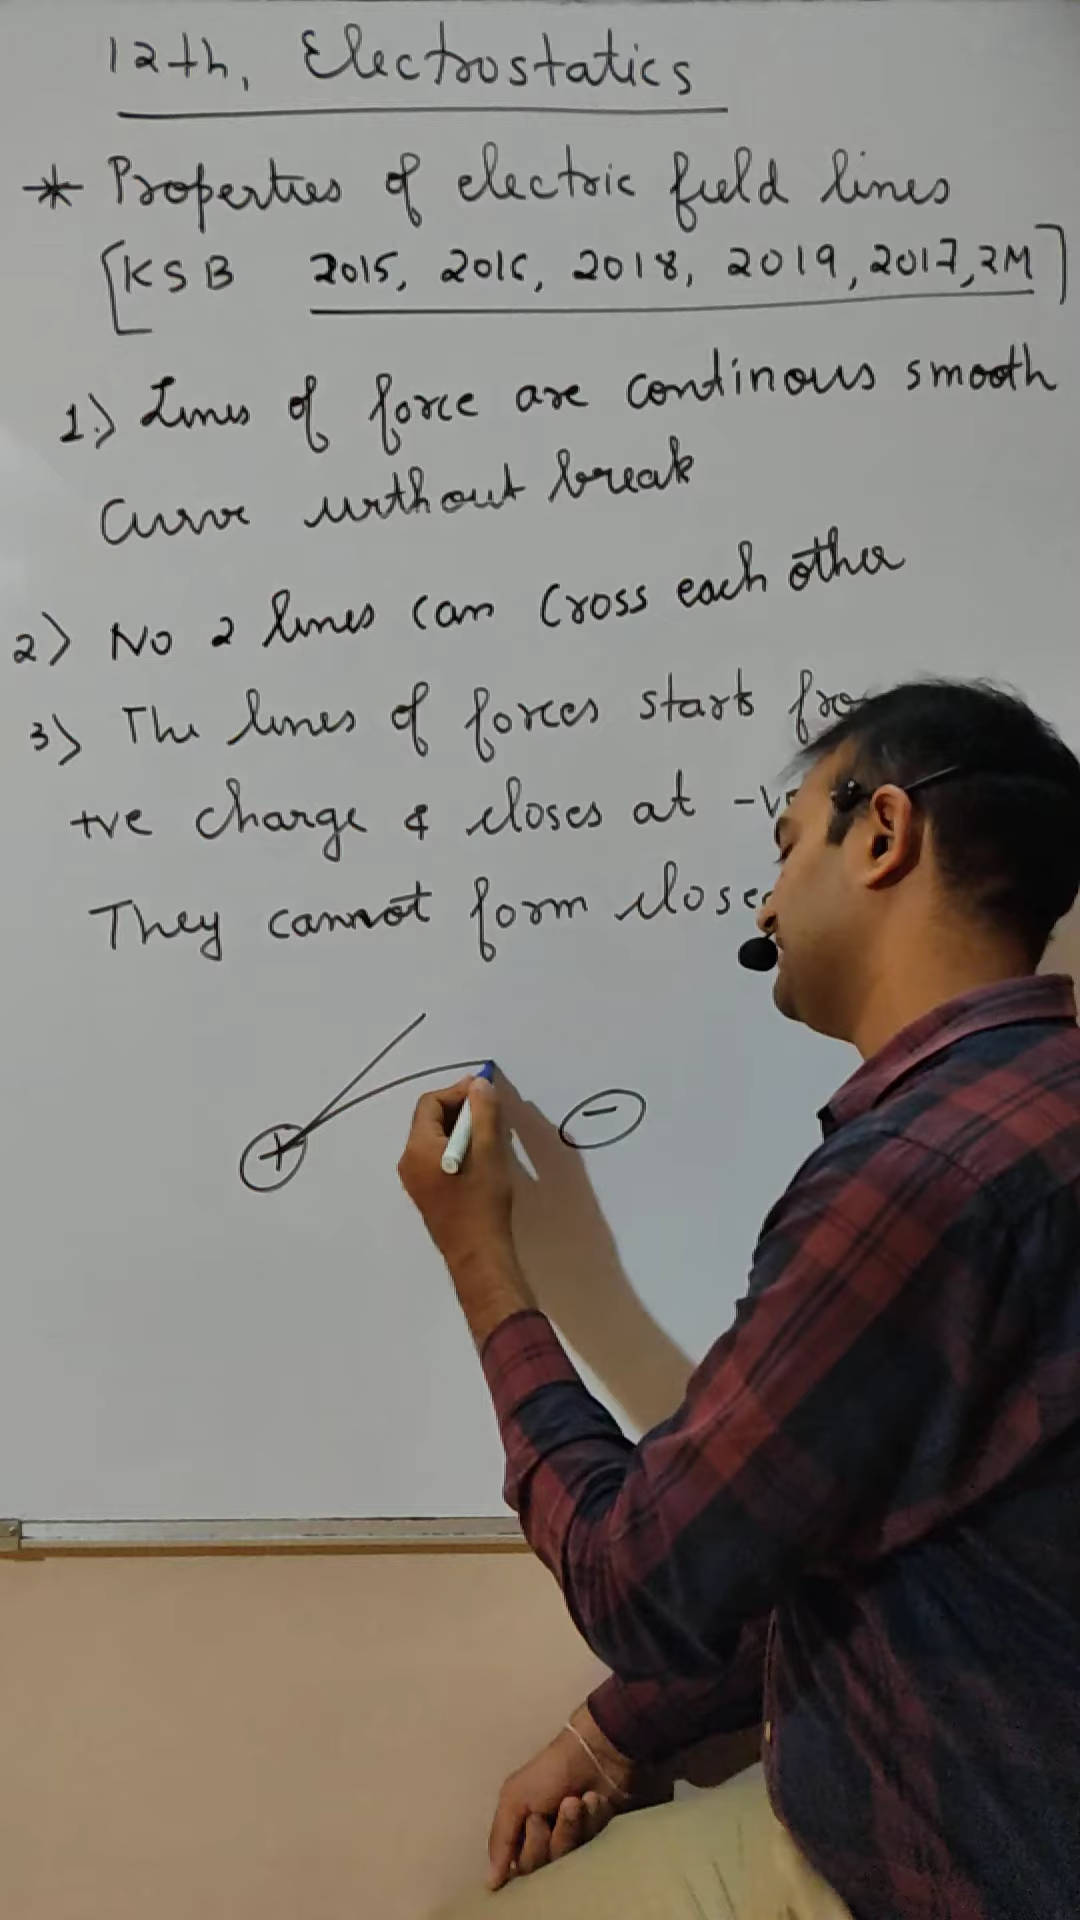 12th, Electrostatics
* Properties of electric field lines
[KSB 2015, 2016, 2018, 2019, 2017, 2M]
1.) Lines of force are continous smooth
Curve without break
2) No 2 lines can cross each other
3) The lines of forces starts
+ve charge & closes at -ve
They cannot form
+
-